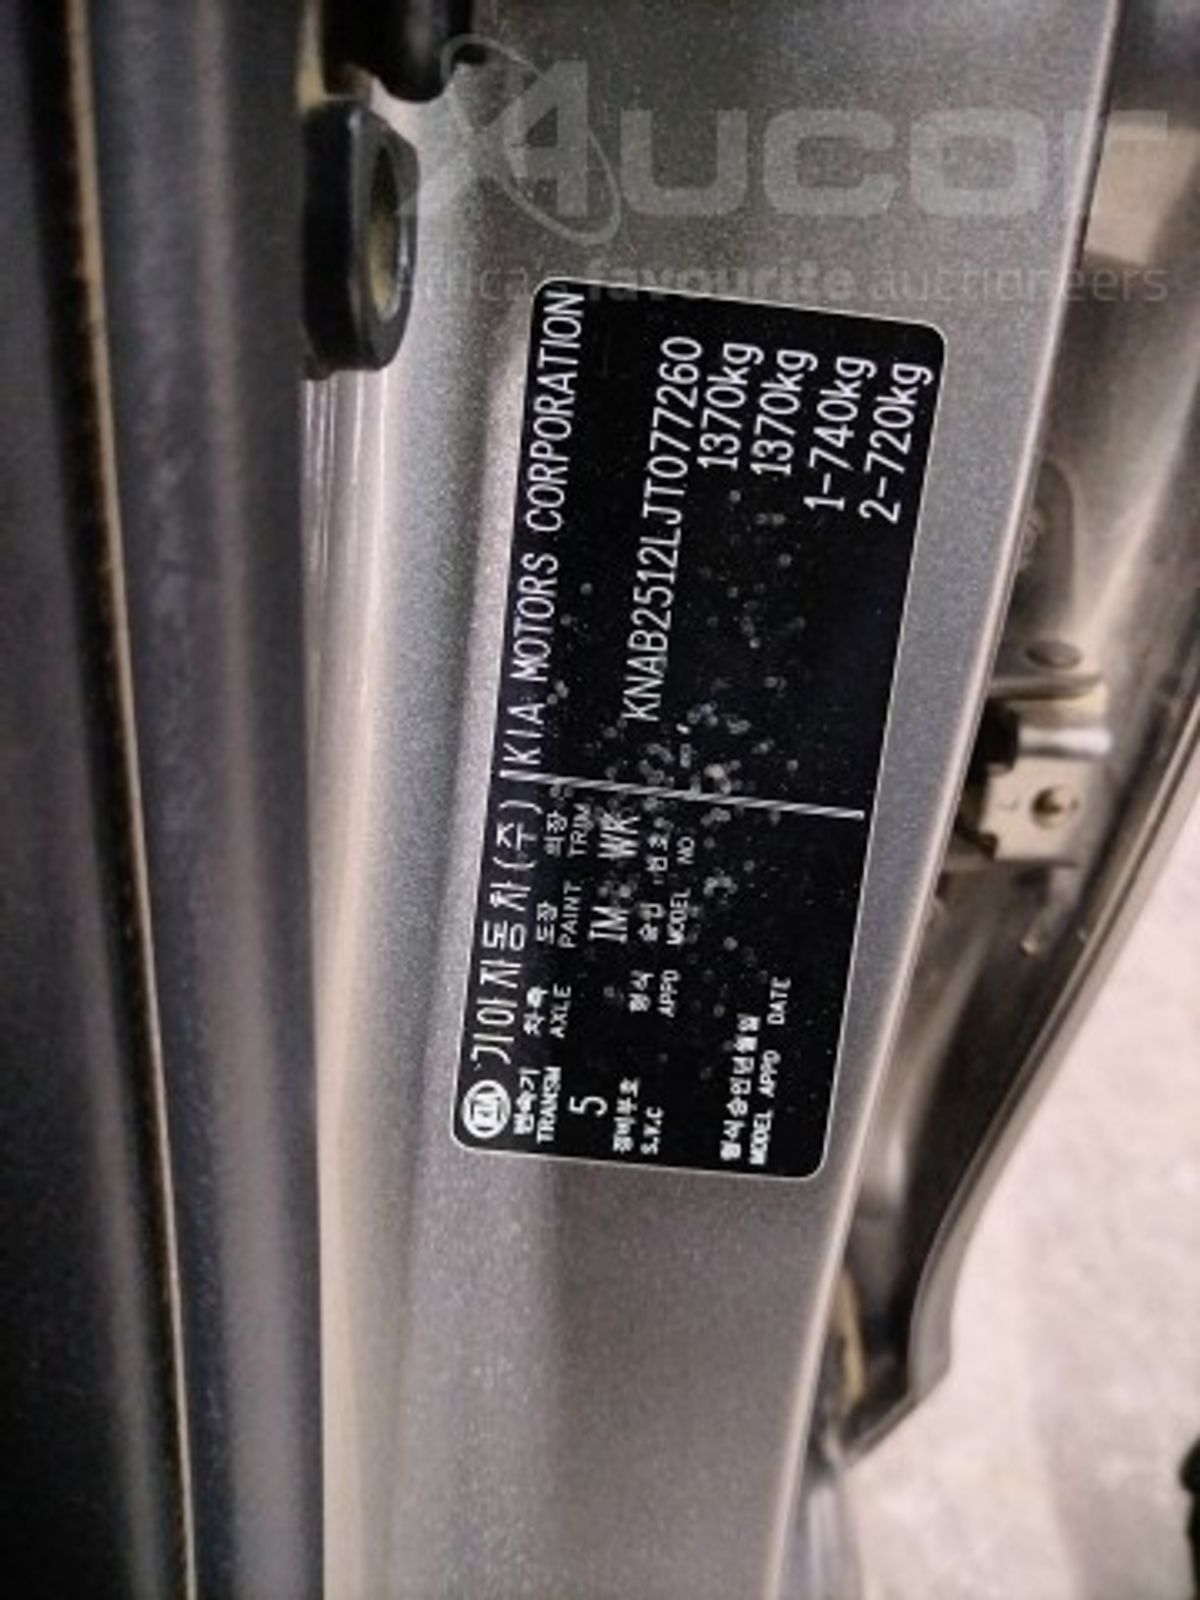 Aucor
favourite auctioneers
KIA 기아자동차(주) KIA MOTORS CORPORATION
변속기 차축 도장 의장
TRANSM AXLE PAINT TRIM
5 IM WK
정비부호 형식 승인 번호
S.V.C APPD MODEL NO
KNAB2512LJT077260
1370kg
1370kg
1-740kg
2-720kg
형식승인년월일
MODEL APPD DATE